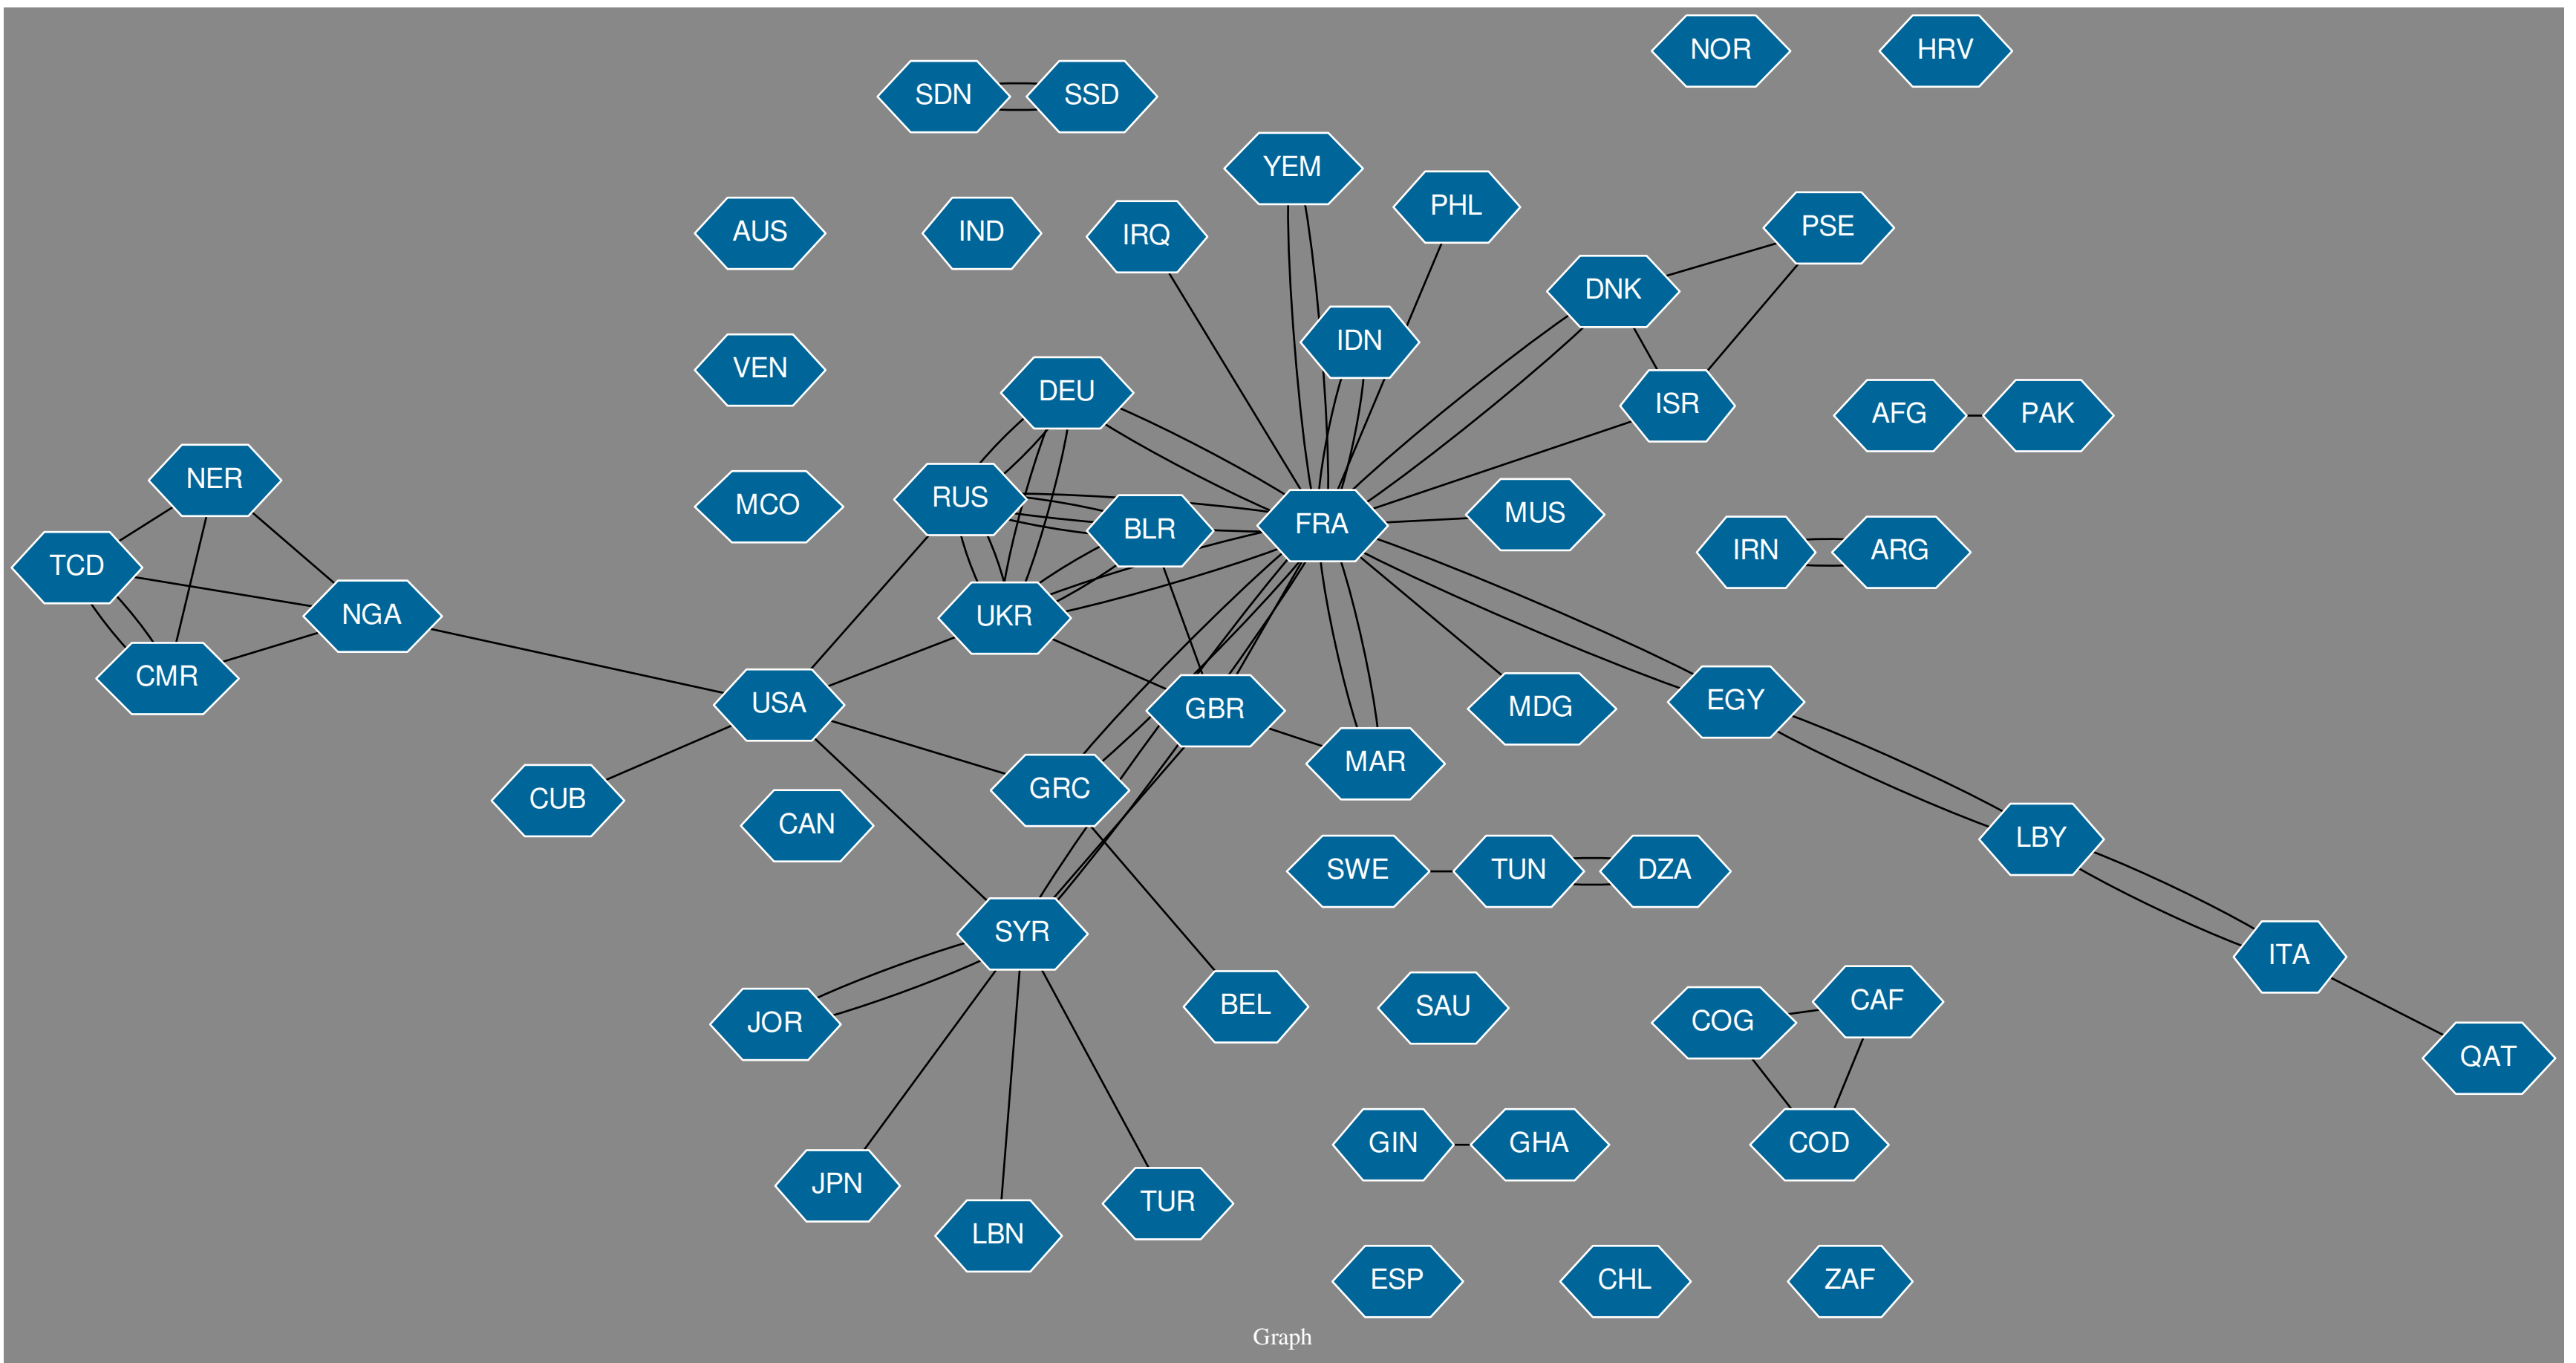 NOR
HRV
SDN
SSD
YEM
PHL
PSE
AUS
IND
IRQ
DNK
IDN
VEN
DEU
ISR
AFG
PAK
NER
MCO
RUS
BLR
FRA
MUS
IRN
ARG
TCD
NGA
UKR
CMR
USA
GBR
MDG
EGY
MAR
CUB
CAN
GRC
LBY
SWE
TUN
DZA
SYR
ITA
JOR
BEL
SAU
COG
CAF
QAT
GIN
GHA
COD
JPN
LBN
TUR
ESP
CHL
ZAF
Graph